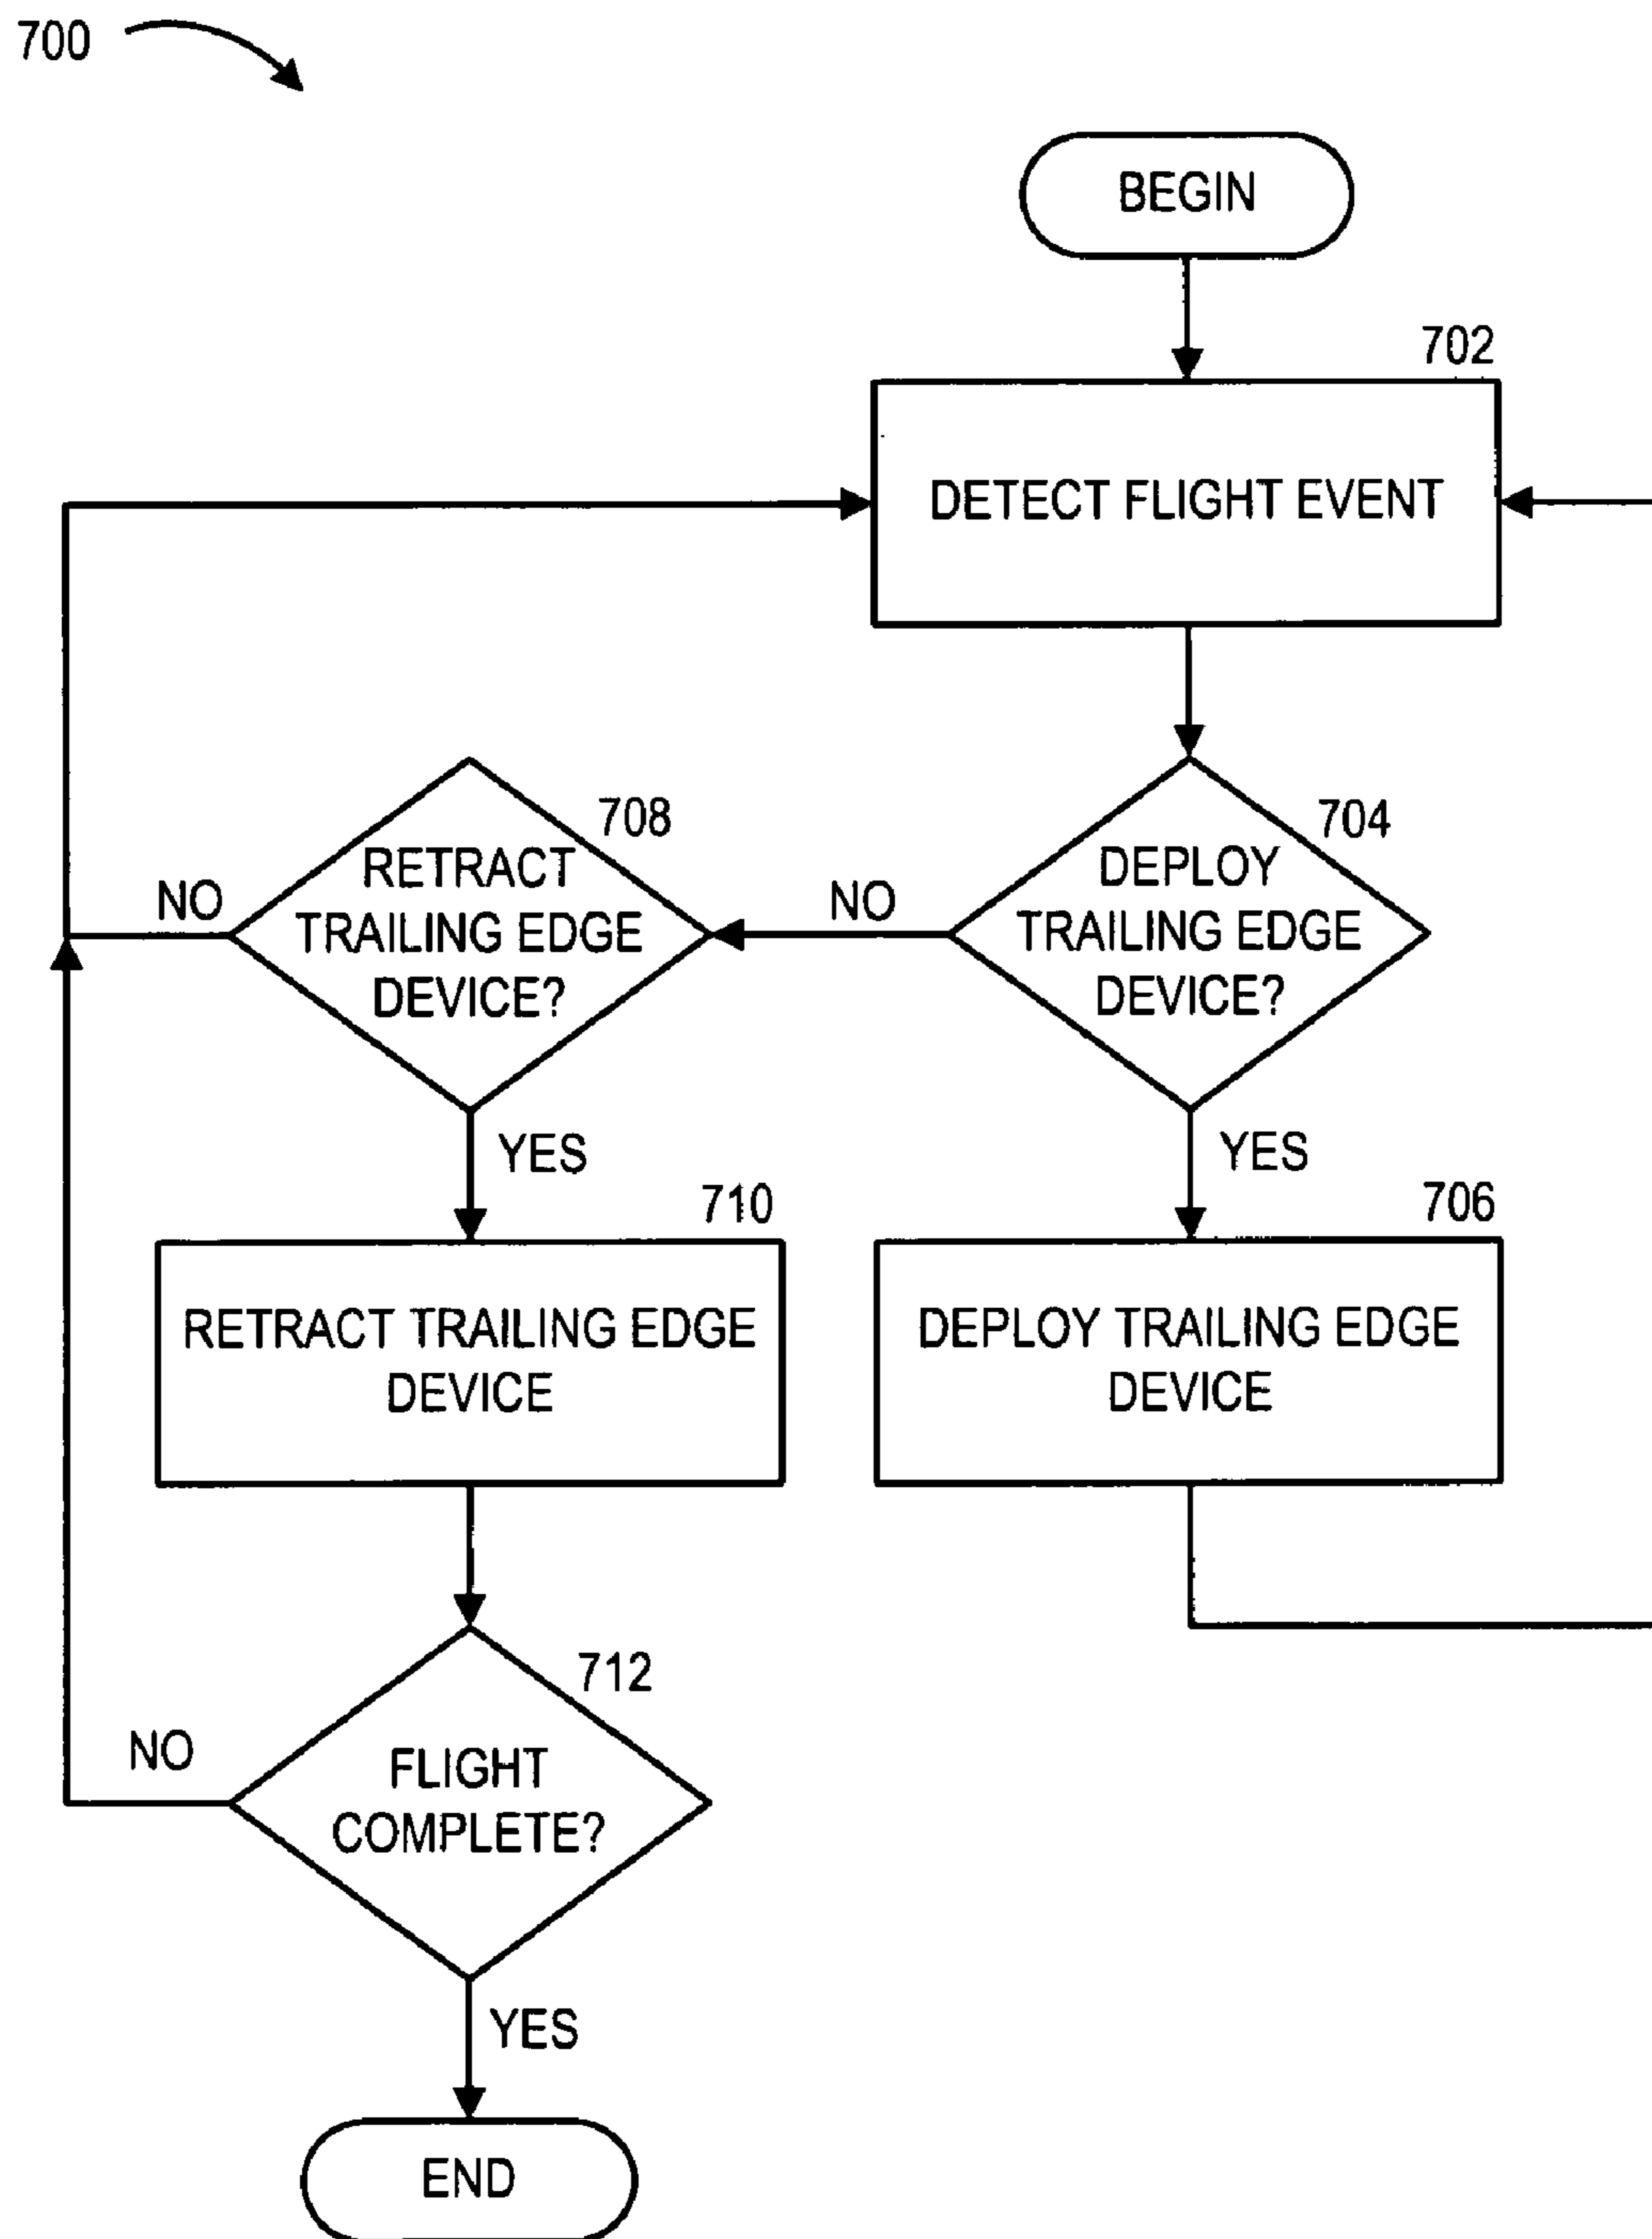 700
BEGIN
702
DETECT FLIGHT EVENT
708
RETRACT
TRAILING EDGE
DEVICE?
NO
NO
704
DEPLOY
TRAILING EDGE
DEVICE?
YES
YES
710
RETRACT TRAILING EDGE
DEVICE
706
DEPLOY TRAILING EDGE
DEVICE
712
FLIGHT
COMPLETE?
NO
YES
END